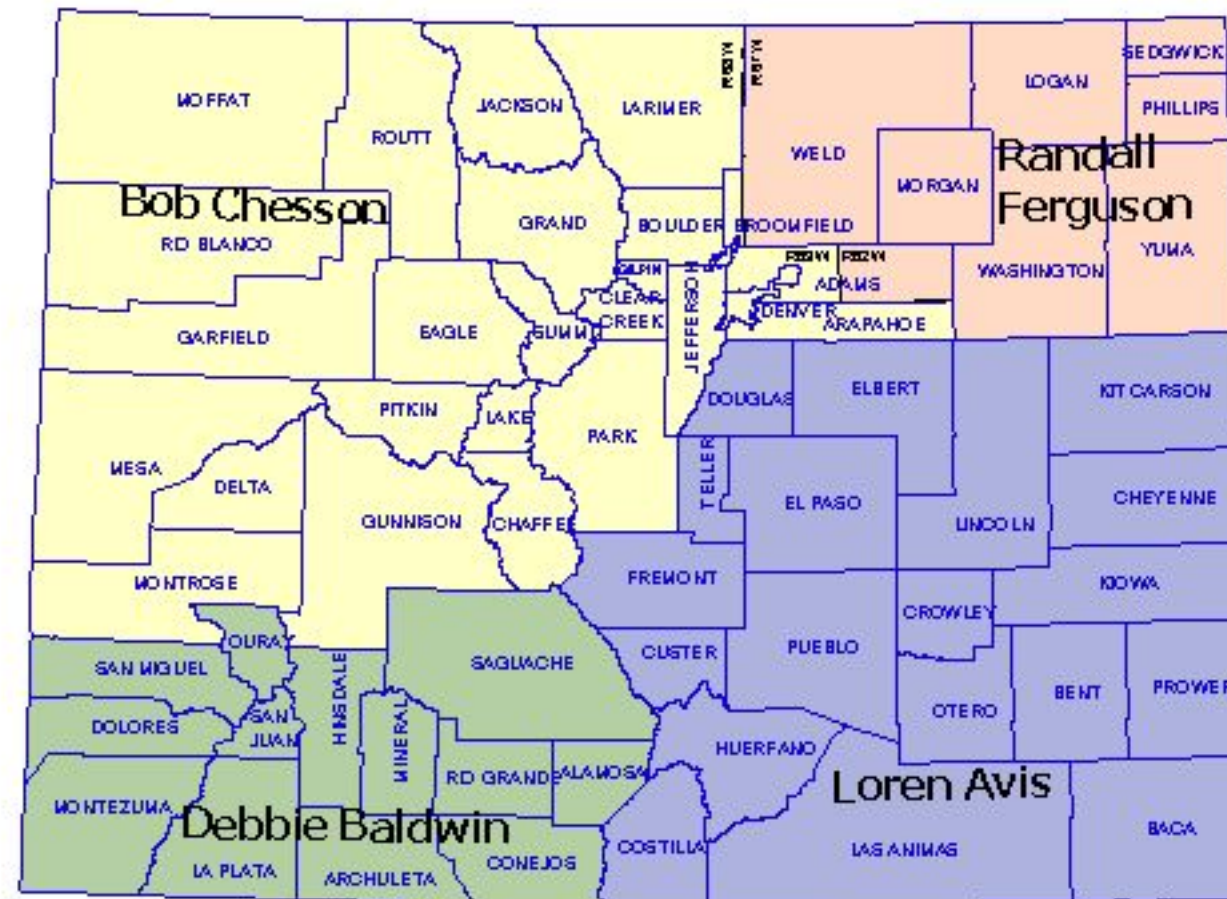 SEDGWICK
LOGAN
MOFFAT
JACKSON
LARIMER
PHILLIPS
ROUTT
WELD
Randall
Ferguson
MORGAN
Bob Chesson
GRAND
BOULDER
BROOMFIELD
RIO BLANCO
YUMA
WASHINGTON
GILPIN
ADAMS
CLEAR
CREEK
DENVER
ARAPAHOE
JEFFERSON
GARFIELD
EAGLE
SUMMI
DOUGLAS
ELBERT
KIT CARSON
PITKIN
LAKE
PARK
MESA
DELTA
TELLER
EL PASO
CHEYENNE
GUNNISON
CHAFFE
LINCOLN
MONTROSE
FREMONT
KIOWA
CROWLEY
OURAY
SAN MIGUEL
SAGUACHE
CUSTER
PUEBLO
HINSDALE
BENT
PROWER
OTERO
DOLORES
SAN
JUAN
MINERAL
HUERFANO
RIO GRANDE
ALAMOSA
Loren Avis
MONTEZUMA
Debbie Baldwin
BACA
COSTILLA
LAS ANIMAS
CONEJOS
LA PLATA
ARCHULETA